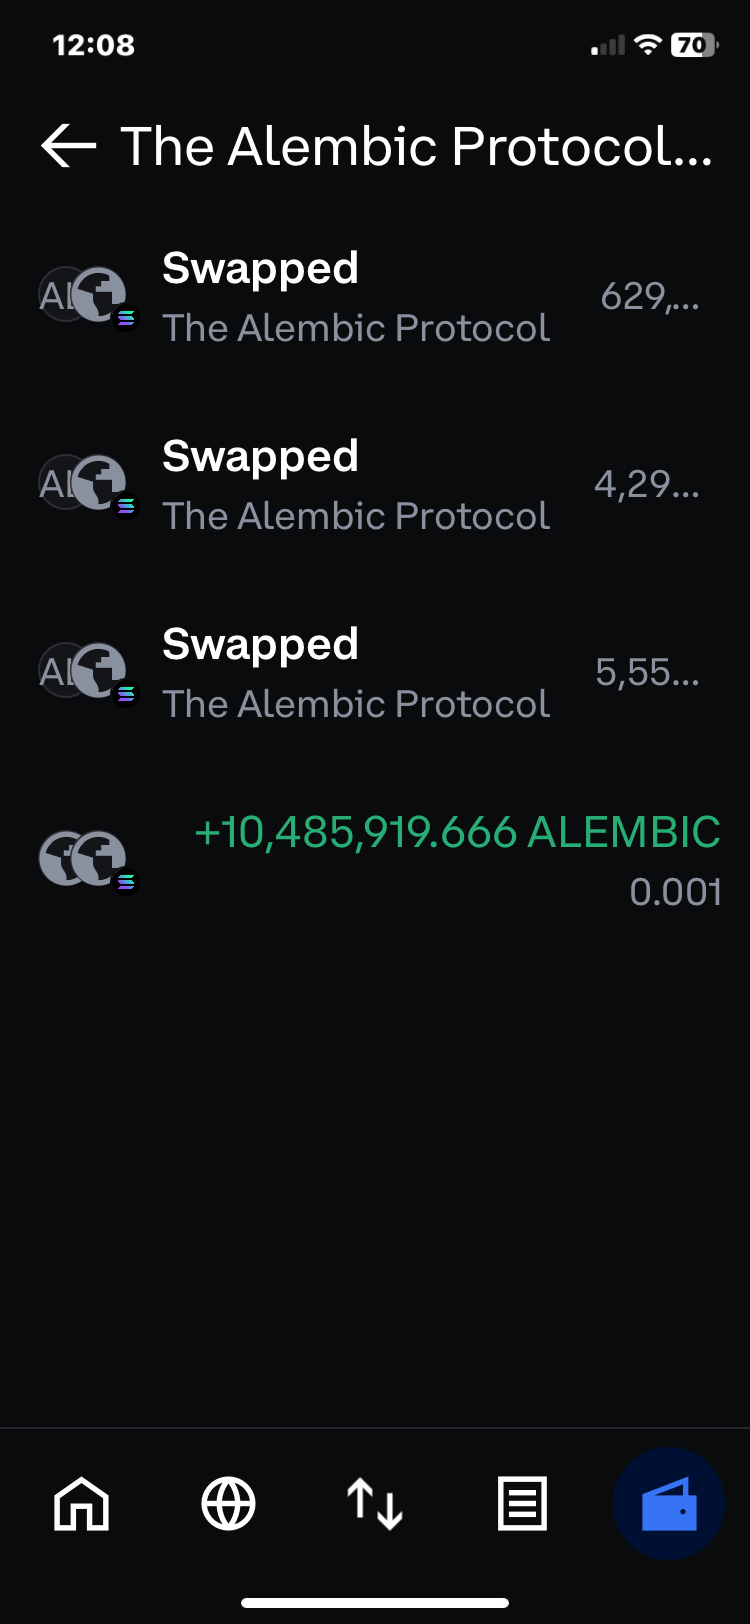 12:08
70
The Alembic Protocol...
AL
Swapped
629,...
The Alembic Protocol
AL
Swapped
4,29...
The Alembic Protocol
AL
Swapped
5,55...
The Alembic Protocol
+10,485,919.666 ALEMBIC
0.001